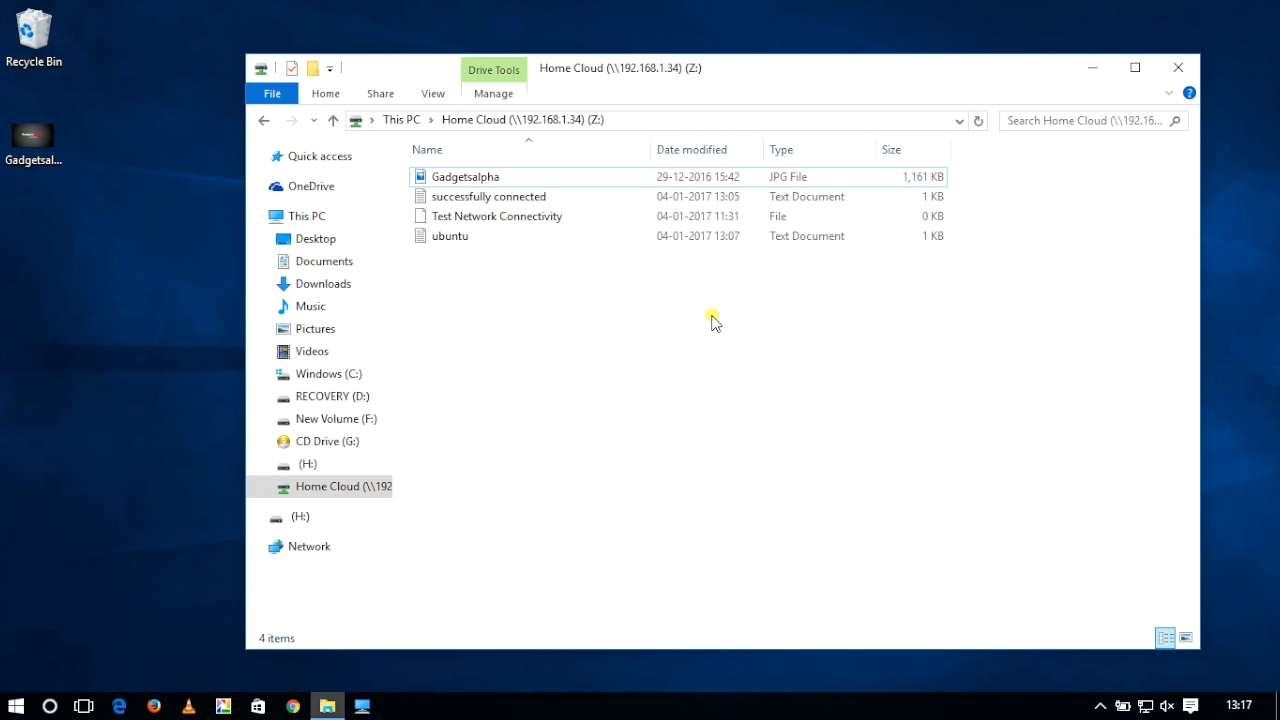 Recycle Bin
Gadgetsal...
Drive Tools
Home Cloud (\\192.168.1.34) (Z:)
File
Home
Share
View
Manage
This PC
Home Cloud (\\192.168.1.34) (Z:)
Search Home Cloud (\\192.16...
Name
Date modified
Type
Size
Gadgetsalpha
29-12-2016 15:42
JPG File
1,161 KB
successfully connected
04-01-2017 13:05
Text Document
1 KB
Test Network Connectivity
04-01-2017 11:31
File
0 KB
ubuntu
04-01-2017 13:07
Text Document
1 KB
Quick access
OneDrive
This PC
Desktop
Documents
Downloads
Music
Pictures
Videos
Windows (C:)
RECOVERY (D:)
New Volume (F:)
CD Drive (G:)
(H:)
Home Cloud (\\192
(H:)
Network
4 items
13:17